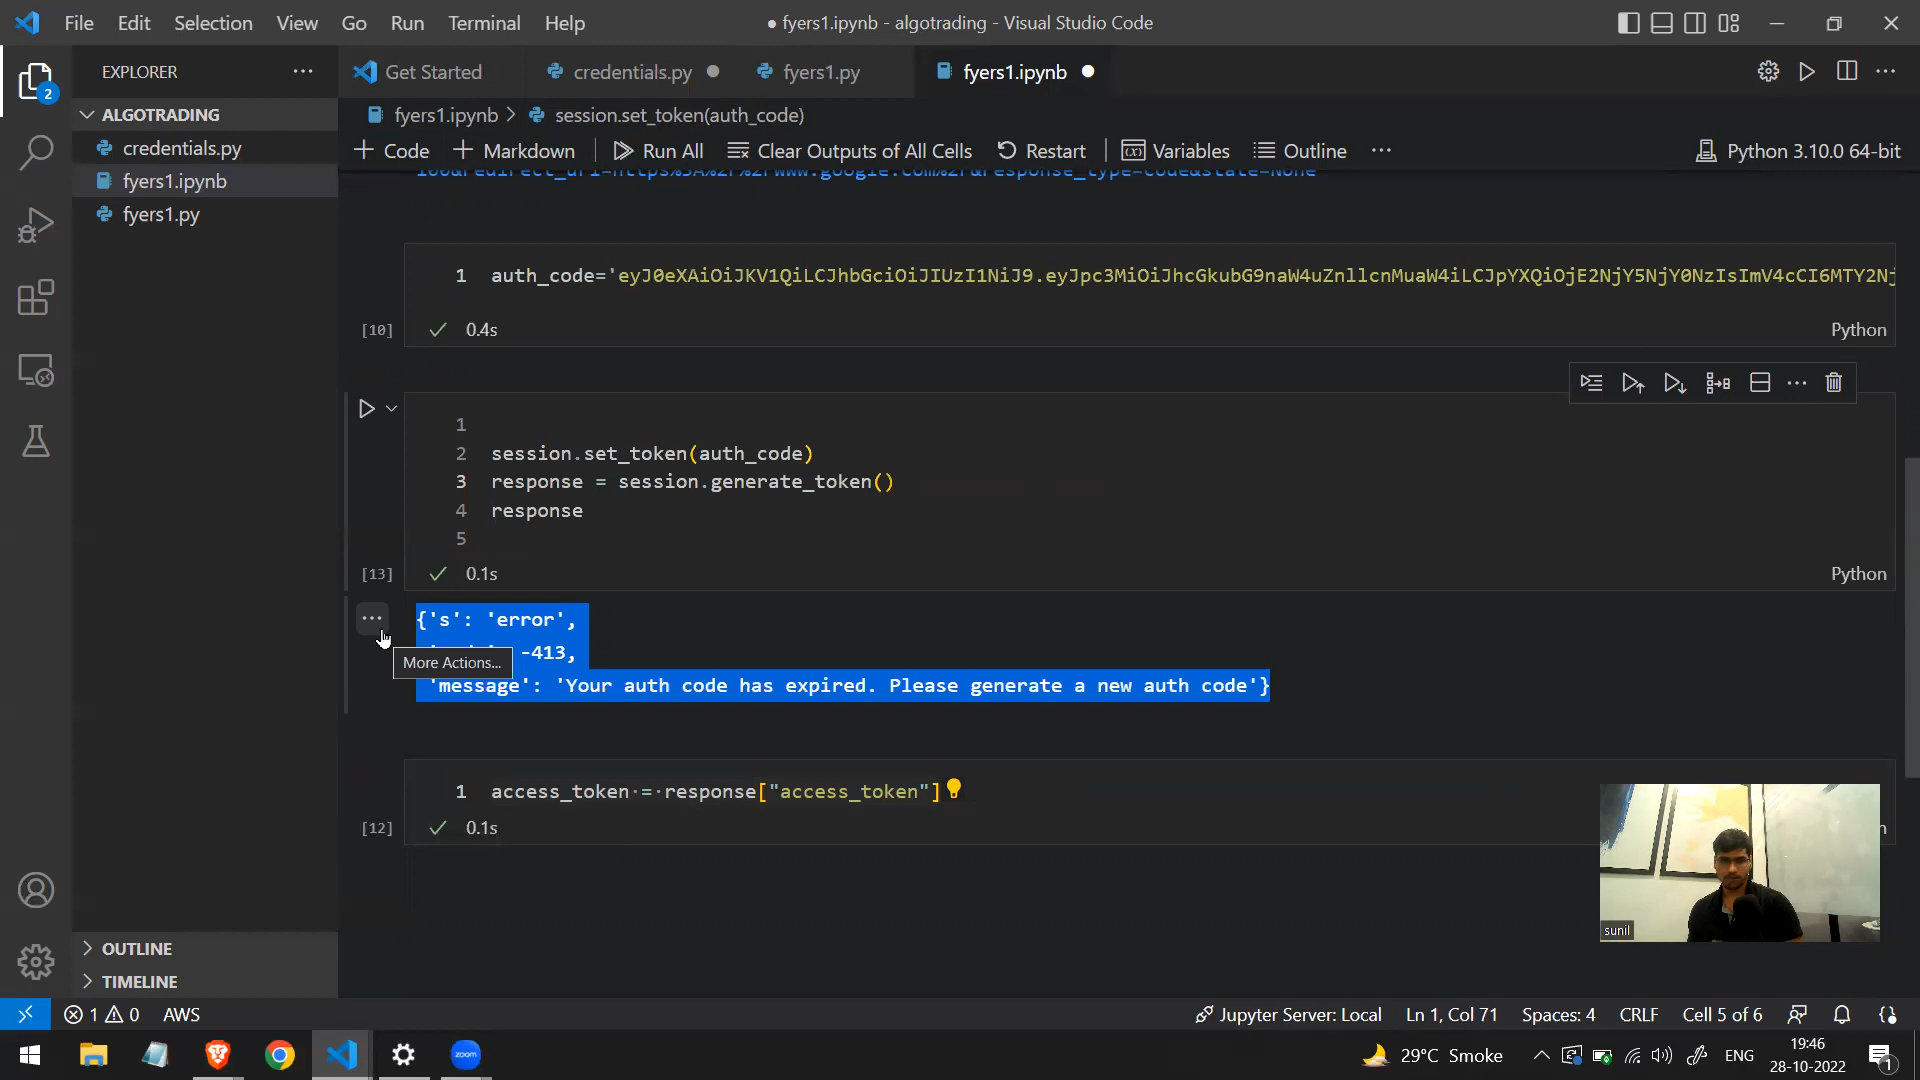 File Edit Selection View Go Run Terminal Help
● fyers1.ipynb - algotrading - Visual Studio Code
EXPLORER
Get Started
credentials.py
fyers1.py
fyers1.ipynb
ALGOTRADING
credentials.py
fyers1.ipynb
fyers1.py
fyers1.ipynb > session.set_token(auth_code)
+ Code + Markdown Run All Clear Outputs of All Cells Restart Variables Outline ...
Python 3.10.0 64-bit
100&redirect_uri=https%3A%2F%2Fwww.google.com%2F&response_type=code&state=None
1 auth_code='eyJ0eXAiOiJKV1QiLCJhbGciOiJIUzI1NiJ9.eyJpc3MiOiJhcGkubG9naW4uZnllcnMuaW4iLCJpYXQiOjE2NjY5NjY0NzIsImV4cCI6MTY2Nj
[10] ✓ 0.4s Python
1
2 session.set_token(auth_code)
3 response = session.generate_token()
4 response
5
[13] ✓ 0.1s Python
{'s': 'error',
-413,
'message': 'Your auth code has expired. Please generate a new auth code'}
More Actions...
1 access_token·=·response["access_token"]
[12] ✓ 0.1s
sunil
OUTLINE
TIMELINE
1 0 AWS
Jupyter Server: Local Ln 1, Col 71 Spaces: 4 CRLF Cell 5 of 6
zoom
29°C Smoke
ENG
19:46
28-10-2022
1
2